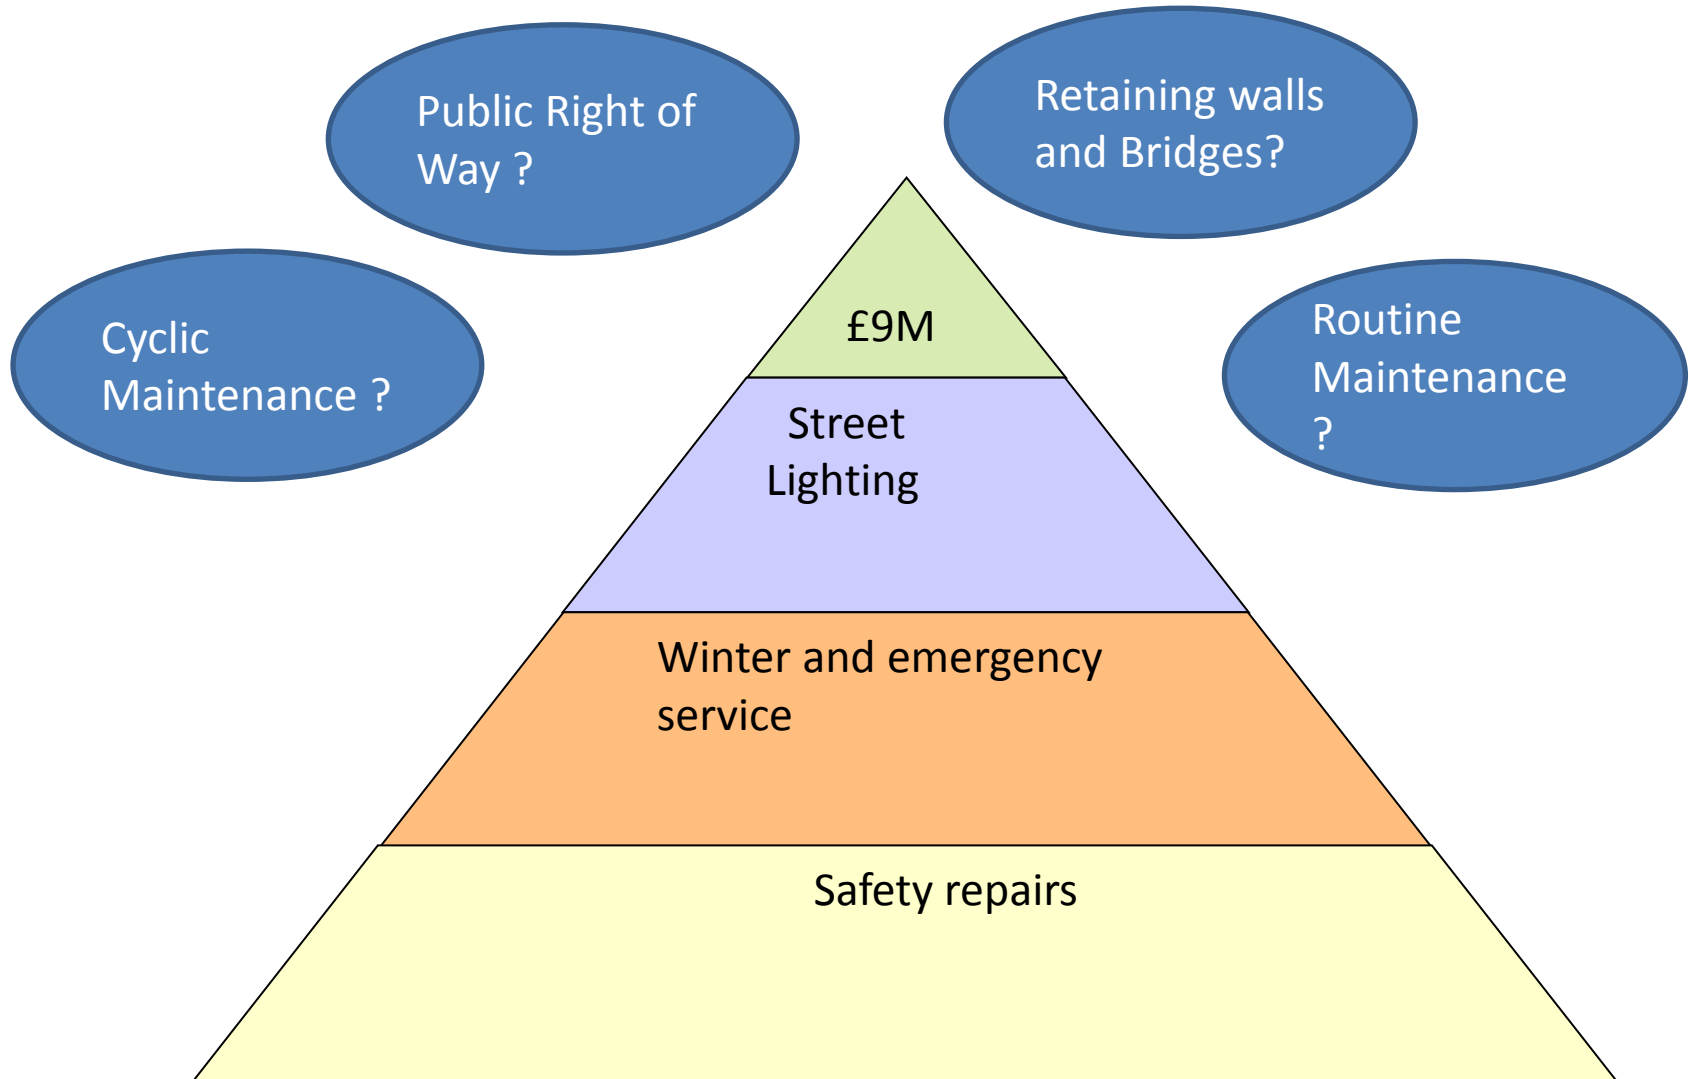 Public Right of
Way ?
Retaining walls
and Bridges?
Cyclic
Maintenance ?
Routine
Maintenance
?
£9M
Street
Lighting
Winter and emergency
service
Safety repairs